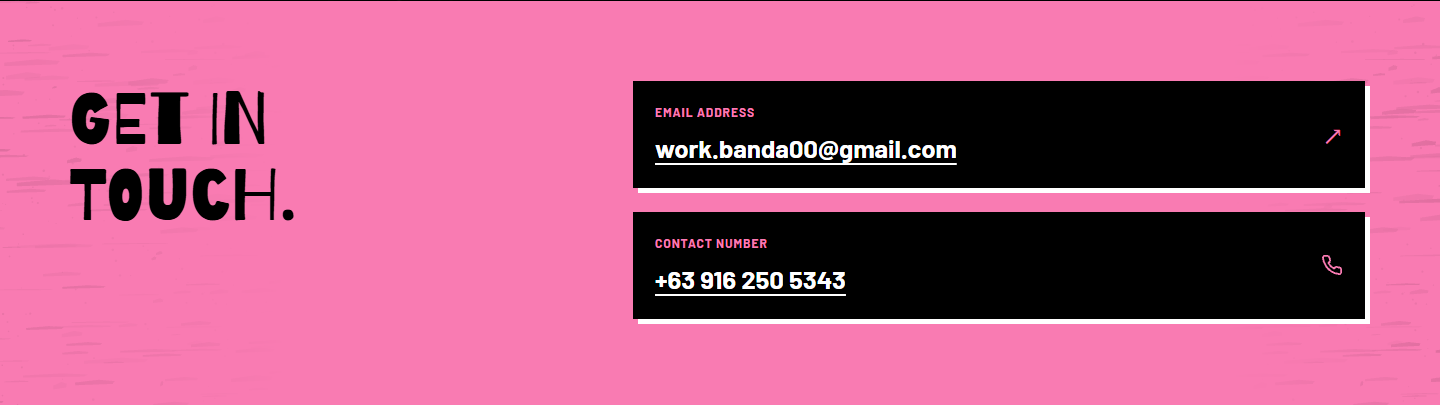 GET IN
TOUCH.
EMAIL ADDRESS
work.banda00@gmail.com
CONTACT NUMBER
+63 916 250 5343